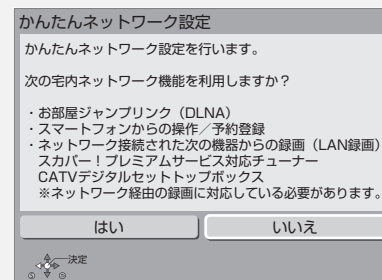 かんたんネットワーク設定
かんたんネットワーク設定を行います。
次の宅内ネットワーク機能を利用しますか？
・お部屋ジャンプリンク（DLNA）
・スマートフォンからの操作／予約登録
・ネットワーク接続された次の機器からの録画（LAN録画）
スカパー！プレミアムサービス対応チューナー
CATVデジタルセットトップボックス
※ネットワーク経由の録画に対応している必要があります。
はい いいえ
決定